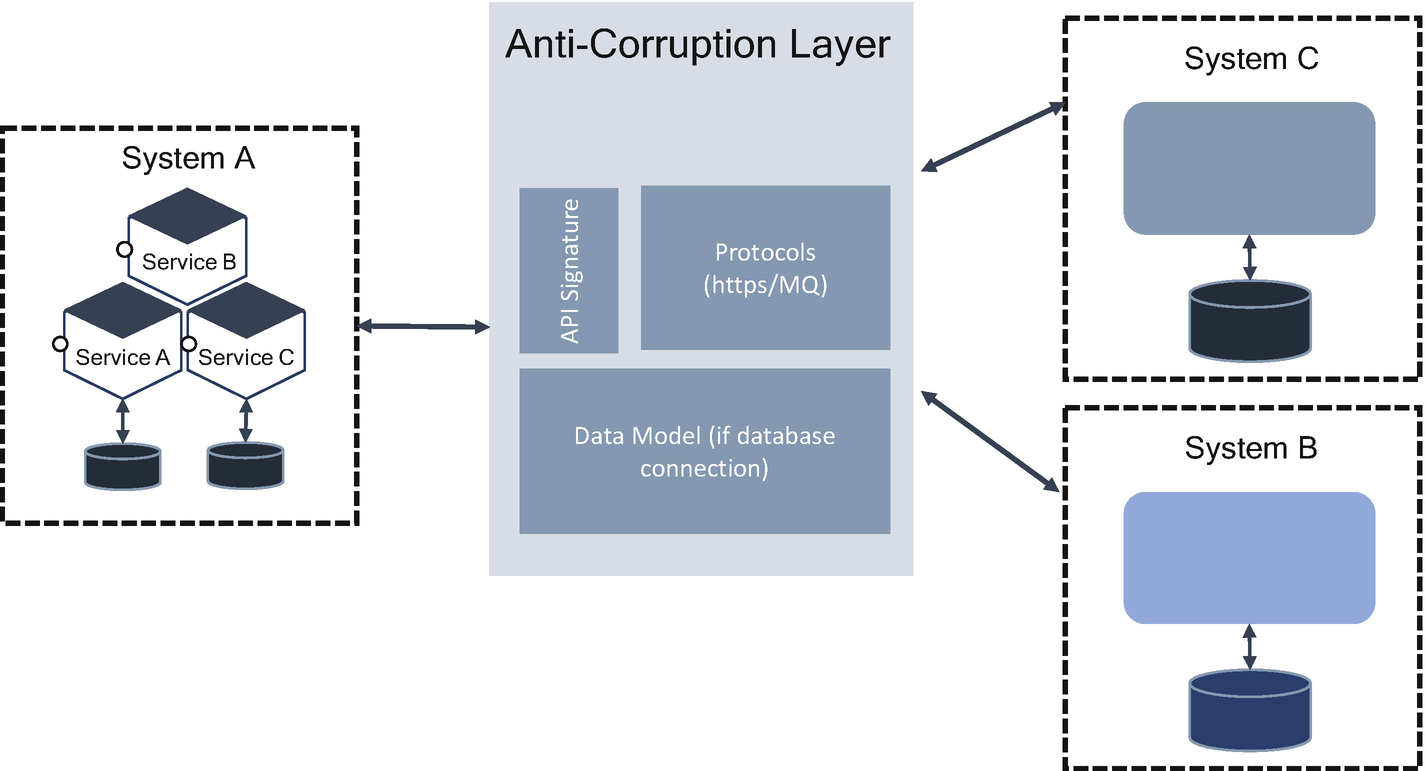 Anti-Corruption Layer
System A
Service B
Service A
Service C
API Signature
Protocols
(https/MQ)
Data Model (if database
connection)
System C
System B